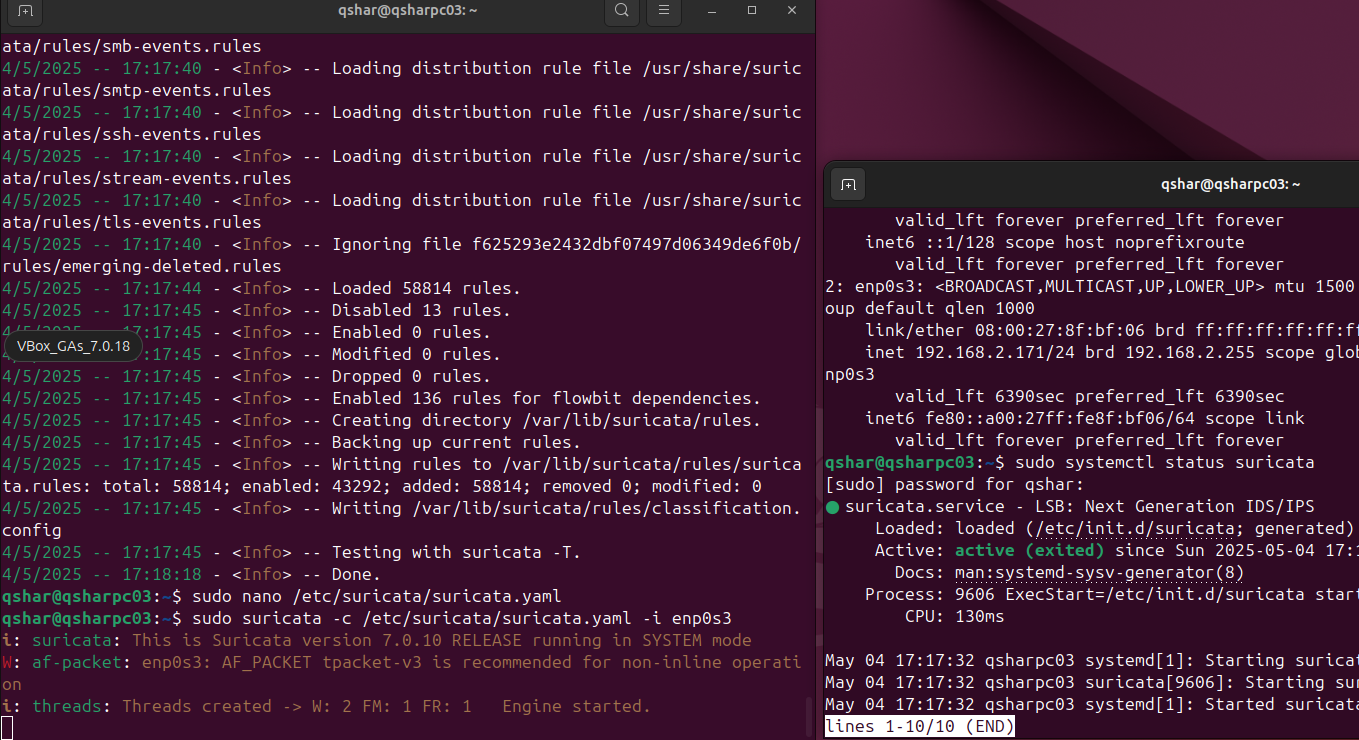 qshar@qsharpc03: ~
ata/rules/smb-events.rules
4/5/2025 -- 17:17:40 - <Info> -- Loading distribution rule file /usr/share/suric
ata/rules/smtp-events.rules
4/5/2025 -- 17:17:40 - <Info> -- Loading distribution rule file /usr/share/suric
ata/rules/ssh-events.rules
4/5/2025 -- 17:17:40 - <Info> -- Loading distribution rule file /usr/share/suric
ata/rules/stream-events.rules
4/5/2025 -- 17:17:40 - <Info> -- Loading distribution rule file /usr/share/suric
ata/rules/tls-events.rules
4/5/2025 -- 17:17:40 - <Info> -- Ignoring file f625293e2432dbf07497d06349de6f0b/
rules/emerging-deleted.rules
4/5/2025 -- 17:17:44 - <Info> -- Loaded 58814 rules.
4/5/2025 -- 17:17:45 - <Info> -- Disabled 13 rules.
17:17:45 - <Info> -- Enabled 0 rules.
VBox_GAs_7.0.18
17:17:45 - <Info> -- Modified 0 rules.
4/5/2025 -- 17:17:45 - <Info> -- Dropped 0 rules.
4/5/2025 -- 17:17:45 - <Info> -- Enabled 136 rules for flowbit dependencies.
4/5/2025 -- 17:17:45 - <Info> -- Creating directory /var/lib/suricata/rules.
4/5/2025 -- 17:17:45 - <Info> -- Backing up current rules.
4/5/2025 -- 17:17:45 - <Info> -- Writing rules to /var/lib/suricata/rules/surica
ta.rules: total: 58814; enabled: 43292; added: 58814; removed 0; modified: 0
4/5/2025 -- 17:17:45 - <Info> -- Writing /var/lib/suricata/rules/classification.
config
4/5/2025 -- 17:17:45 - <Info> -- Testing with suricata -T.
4/5/2025 -- 17:18:18 - <Info> -- Done.
qshar@qsharpc03:~$ sudo nano /etc/suricata/suricata.yaml
qshar@qsharpc03:~$ sudo suricata -c /etc/suricata/suricata.yaml -i enp0s3
i: suricata: This is Suricata version 7.0.10 RELEASE running in SYSTEM mode
W: af-packet: enp0s3: AF_PACKET tpacket-v3 is recommended for non-inline operati
on
i: threads: Threads created -> W: 2 FM: 1 FR: 1   Engine started.
qshar@qsharpc03: ~
valid_lft forever preferred_lft forever
inet6 ::1/128 scope host noprefixroute
valid_lft forever preferred_lft forever
2: enp0s3: <BROADCAST,MULTICAST,UP,LOWER_UP> mtu 1500
oup default qlen 1000
link/ether 08:00:27:8f:bf:06 brd ff:ff:ff:ff:ff:ff
inet 192.168.2.171/24 brd 192.168.2.255 scope glob
np0s3
valid_lft 6390sec preferred_lft 6390sec
inet6 fe80::a00:27ff:fe8f:bf06/64 scope link
valid_lft forever preferred_lft forever
qshar@qsharpc03:~$ sudo systemctl status suricata
[sudo] password for qshar:
suricata.service - LSB: Next Generation IDS/IPS
Loaded: loaded (/etc/init.d/suricata; generated)
Active: active (exited) since Sun 2025-05-04 17:1
Docs: man:systemd-sysv-generator(8)
Process: 9606 ExecStart=/etc/init.d/suricata start
CPU: 130ms
May 04 17:17:32 qsharpc03 systemd[1]: Starting surica
May 04 17:17:32 qsharpc03 suricata[9606]: Starting sur
May 04 17:17:32 qsharpc03 systemd[1]: Started suricata
lines 1-10/10 (END)